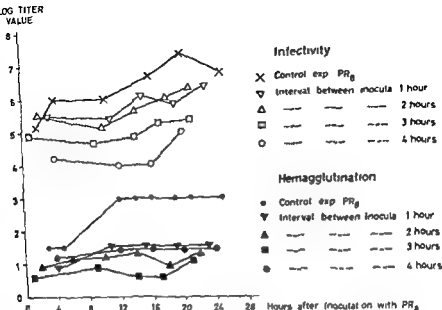 LOG TITER
VALUE
8
7
6
5
4
3
2
1
0
0 4 8 12 16 20 24 28
Hours after inoculation with PR8
Infectivity
Control exp PR8
Interval between inocula 1 hour
2 hours
3 hours
4 hours
Hemagglutination
Control exp PR8
Interval between inocula 1 hour
2 hours
3 hours
4 hours